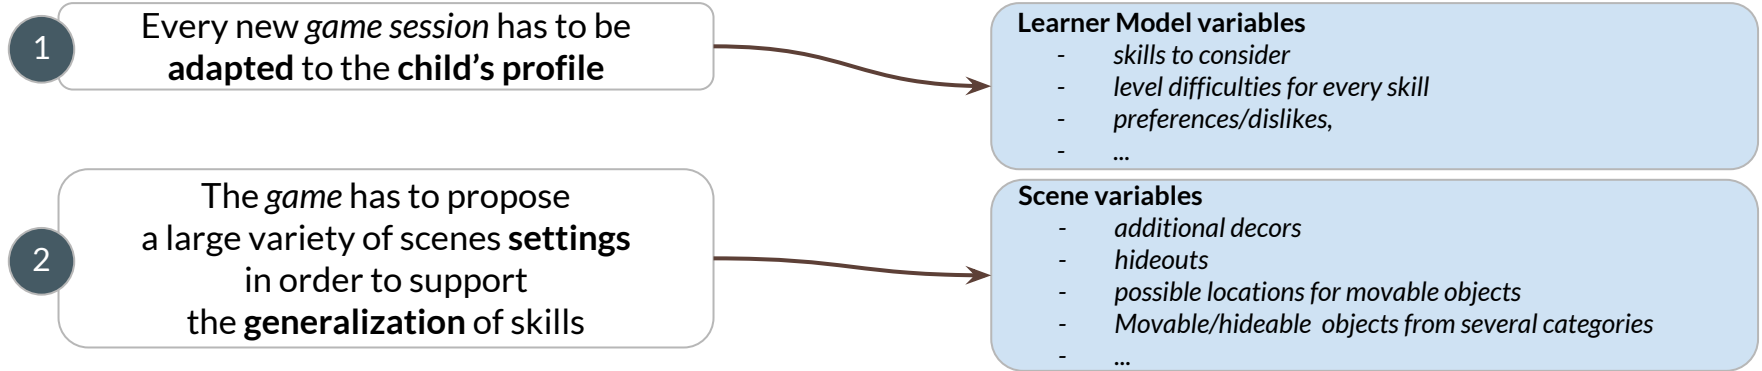 1
Every new game session has to be
adapted to the child's profile
Learner Model variables
- skills to consider
- level difficulties for every skill
- preferences/dislikes,
- ...
2
The game has to propose
a large variety of scenes settings
in order to support
the generalization of skills
Scene variables
- additional decors
- hideouts
- possible locations for movable objects
- Movable/hideable objects from several categories
- ...